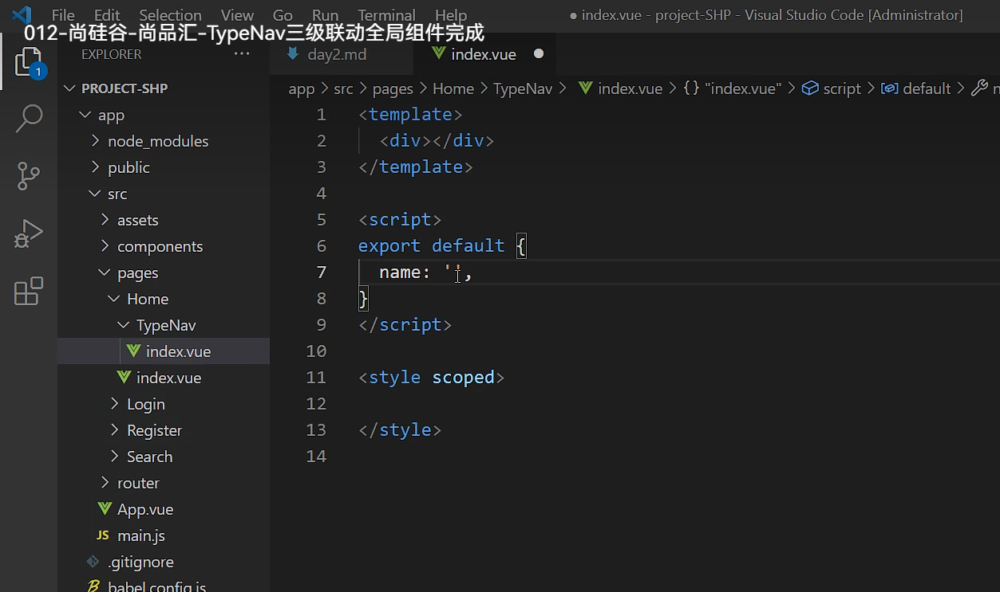 File Edit Selection View Go Run Terminal Help
● index.vue - project-SHP - Visual Studio Code [Administrator]
012-尚硅谷-尚品汇-TypeNav三级联动全局组件完成
EXPLORER ···
day2.md
index.vue ●
1
PROJECT-SHP
app > src > pages > Home > TypeNav > index.vue > {} "index.vue" > script > default >
app
node_modules
public
src
assets
components
pages
Home
TypeNav
index.vue
index.vue
Login
Register
Search
router
App.vue
JS main.js
.gitignore
babel.config.js
1 <template>
2 <div></div>
3 </template>
4
5 <script>
6 export default {
7 name: '',
8 }
9 </script>
10
11 <style scoped>
12
13 </style>
14